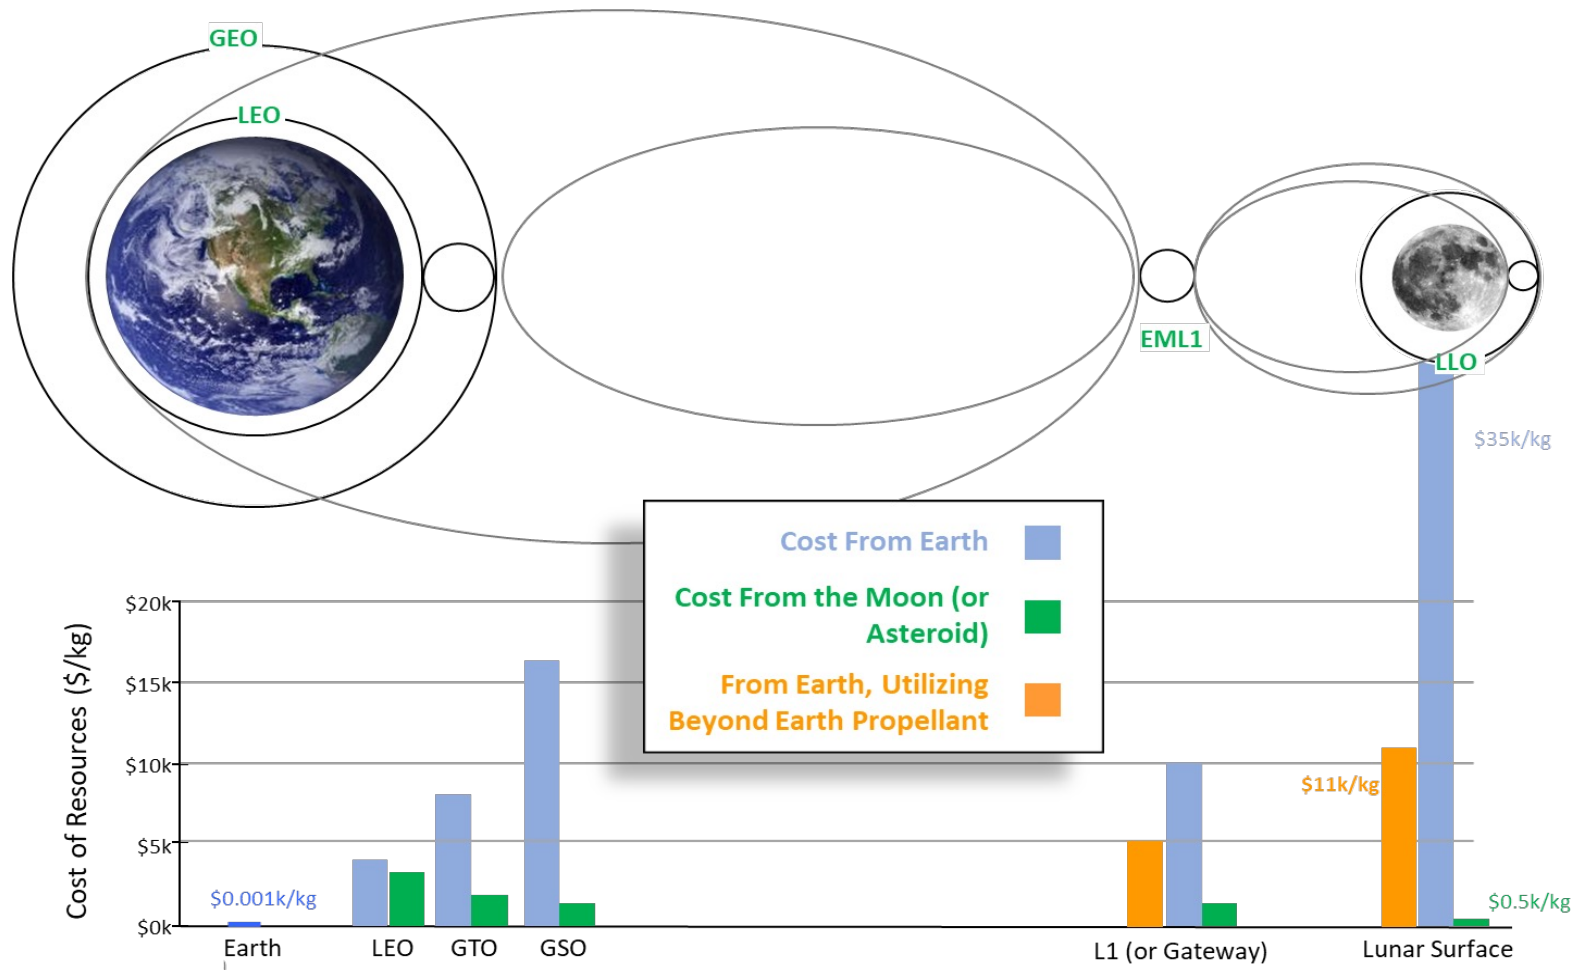 GEO
LEO
EML1
LLO
$35k/kg
Cost From Earth
Cost From the Moon (or
Asteroid)
From Earth, Utilizing
Beyond Earth Propellant
Cost of Resources ($/kg)
$20k
$15k
$10k
$5k
$0k
$0.001k/kg
$11k/kg
$0.5k/kg
Earth
LEO
GTO
GSO
L1 (or Gateway)
Lunar Surface